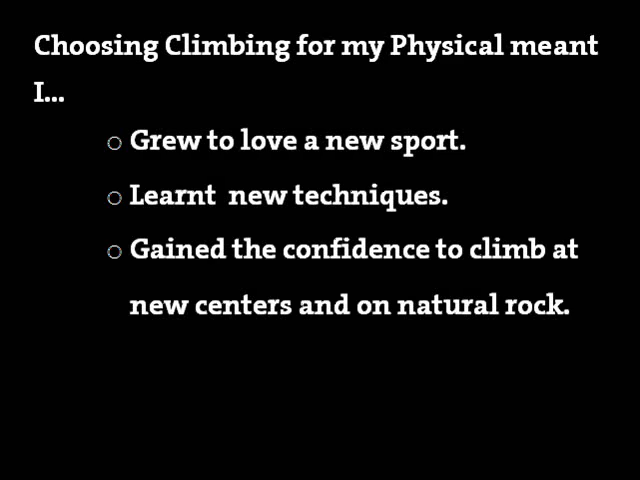 Choosing Climbing for my Physical meant
I...
○ Grew to love a new sport.
○ Learnt  new techniques.
○ Gained the confidence to climb at
new centers and on natural rock.